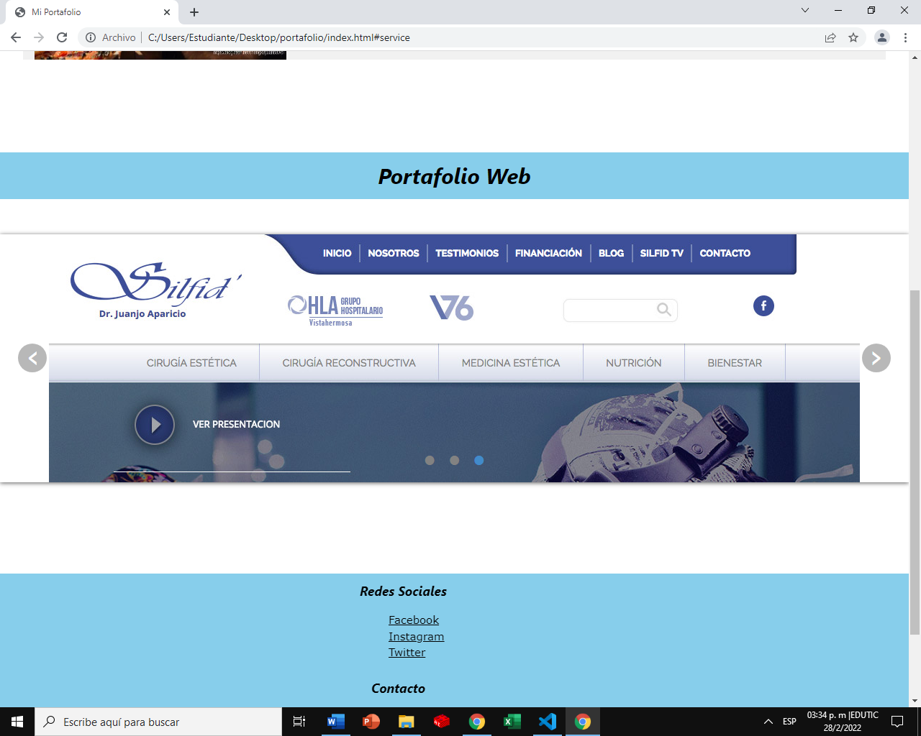 Mi Portafolio
Archivo C:/Users/Estudiante/Desktop/portafolio/index.html#service
Portafolio Web
INICIO NOSOTROS TESTIMONIOS FINANCIACIÓN BLOG SILFID TV CONTACTO
Silfid'
Dr. Juanjo Aparicio
HLA GRUPO HOSPITALARIO
Vistahermosa
V76
CIRUGÍA ESTÉTICA CIRUGÍA RECONSTRUCTIVA MEDICINA ESTÉTICA NUTRICIÓN BIENESTAR
VER PRESENTACION
Redes Sociales
Facebook
Instagram
Twitter
Contacto
Escribe aquí para buscar
ESP
03:34 p. m |EDUTIC
28/2/2022